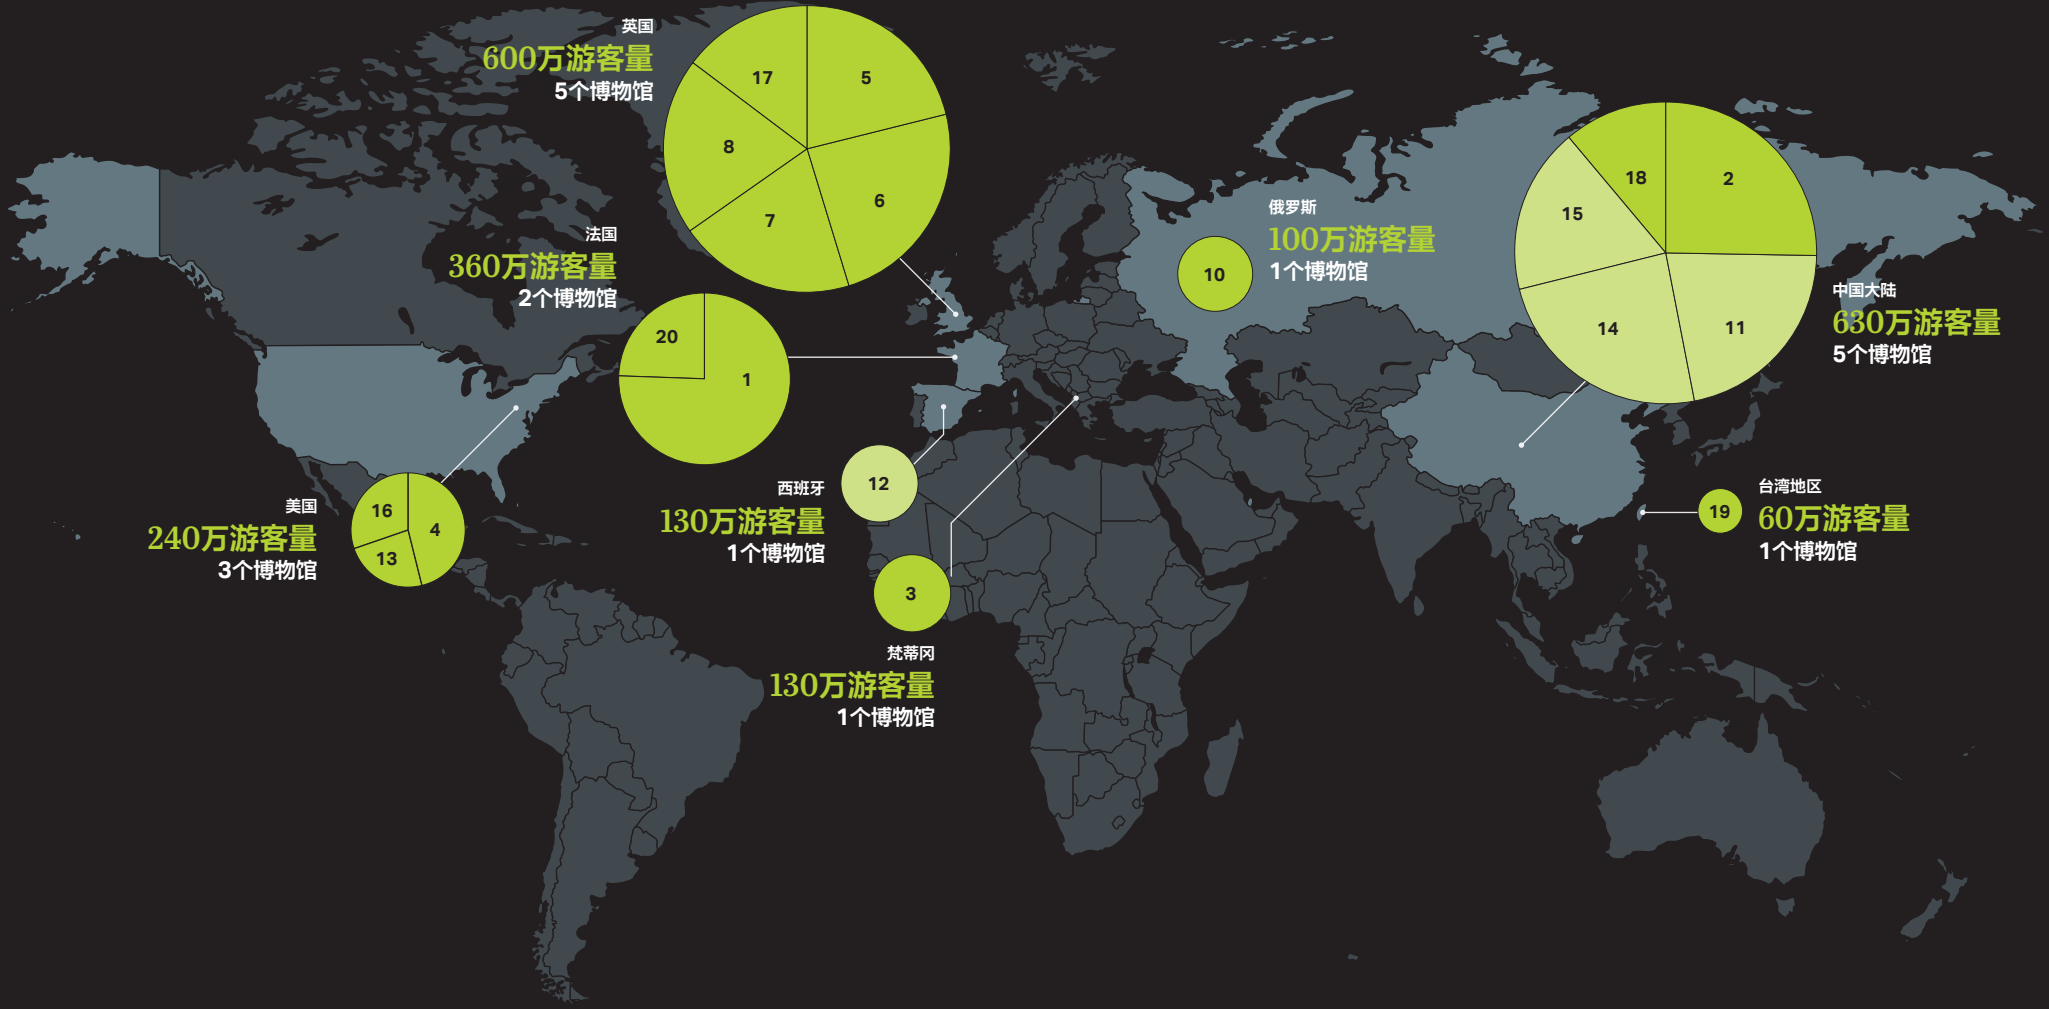 英国
600万游客量
5个博物馆
17
5
8
6
7
法国
360万游客量
2个博物馆
20
1
俄罗斯
100万游客量
1个博物馆
10
18
2
15
14
11
中国大陆
630万游客量
5个博物馆
美国
240万游客量
3个博物馆
16
4
13
12
西班牙
130万游客量
1个博物馆
3
梵蒂冈
130万游客量
1个博物馆
19
台湾地区
60万游客量
1个博物馆